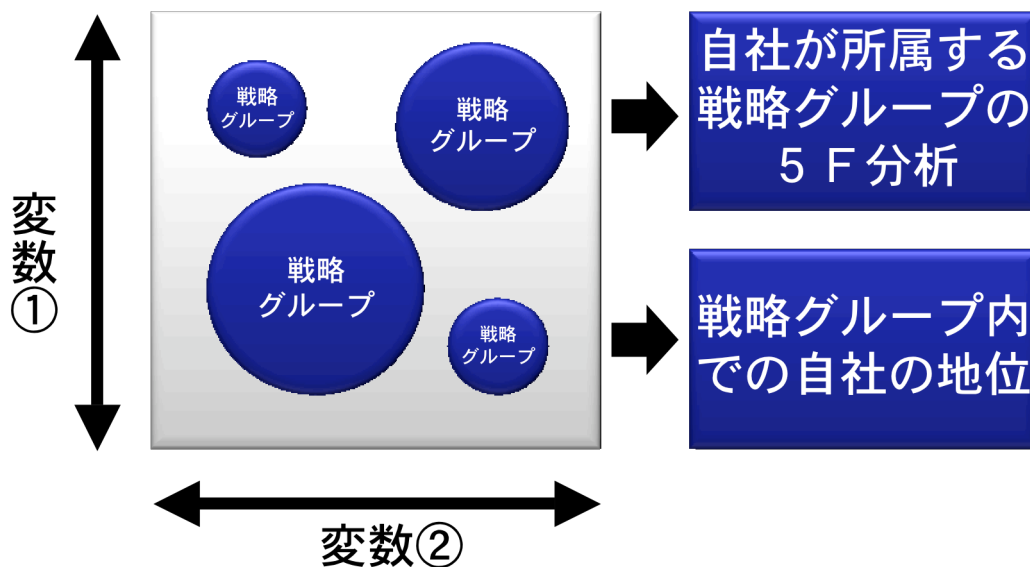 変数①
戦略
グループ
戦略
グループ
戦略
グループ
戦略
グループ
変数②
自社が所属する
戦略グループの
５Ｆ分析
戦略グループ内
での自社の地位